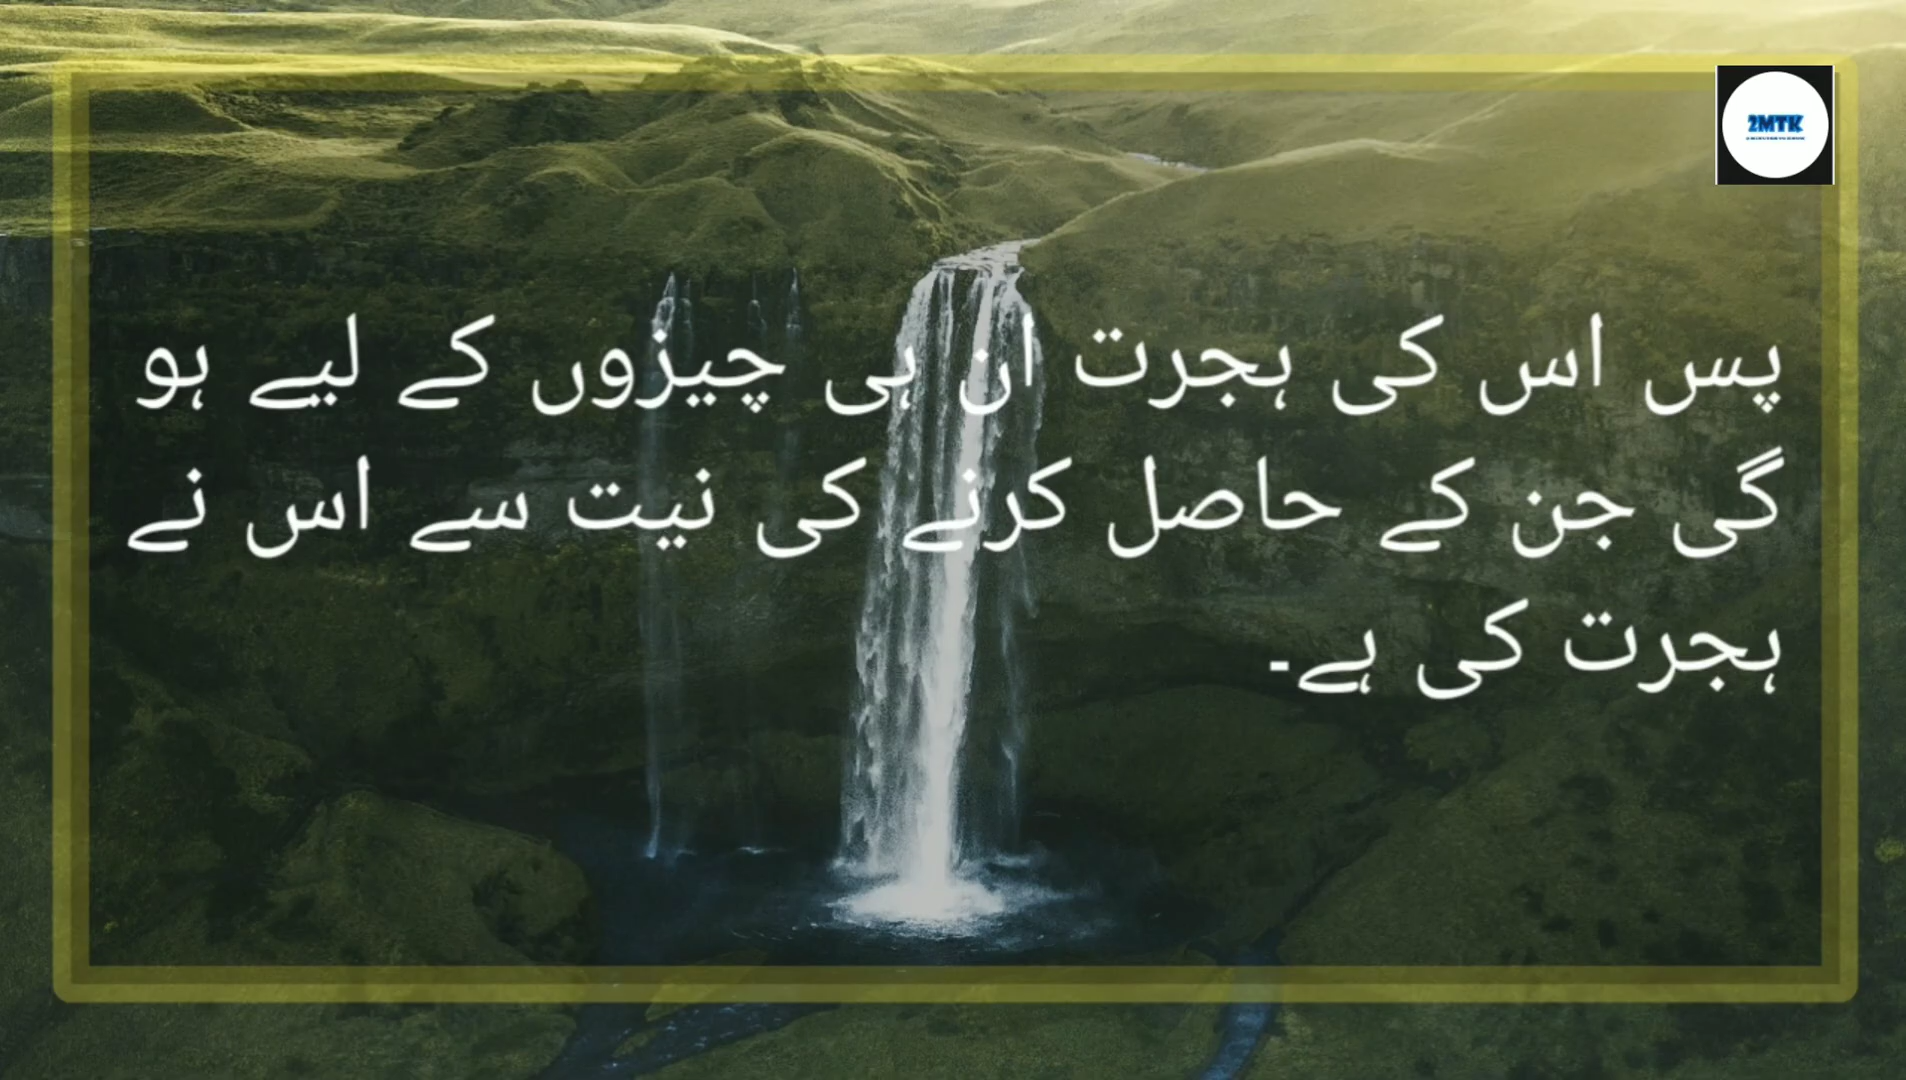 2MTK
پس اس کی ہجرت ان ہی چیزوں کے لیے ہو
گی جن کے حاصل کرنے کی نیت سے اس نے
ہجرت کی ہے۔